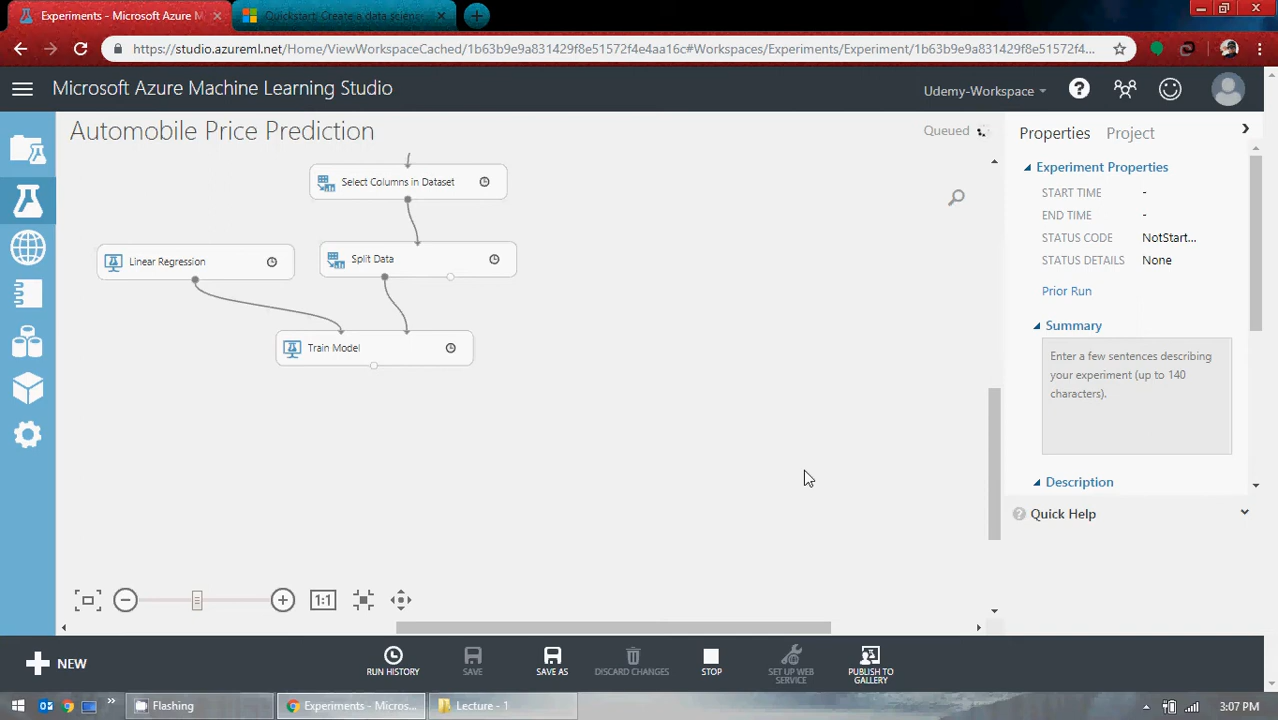 Experiments - Microsoft Azure M
Quickstart: Create a data scienc
https://studio.azureml.net/Home/ViewWorkspaceCached/1b63b9e9a831429f8e51572f4e4aa16c#Workspaces/Experiments/Experiment/1b63b9e9a831429f8e51572f4...
Microsoft Azure Machine Learning Studio
Udemy-Workspace
Automobile Price Prediction
Queued
Properties
Project
Select Columns in Dataset
Experiment Properties
START TIME -
END TIME -
STATUS CODE NotStart...
STATUS DETAILS None
Linear Regression
Split Data
Prior Run
Train Model
Summary
Enter a few sentences describing
your experiment (up to 140
characters).
Description
Quick Help
1:1
NEW
RUN HISTORY
SAVE
SAVE AS
DISCARD CHANGES
STOP
SET UP WEB
SERVICE
PUBLISH TO
GALLERY
Flashing
Experiments - Micros...
Lecture - 1
3:07 PM